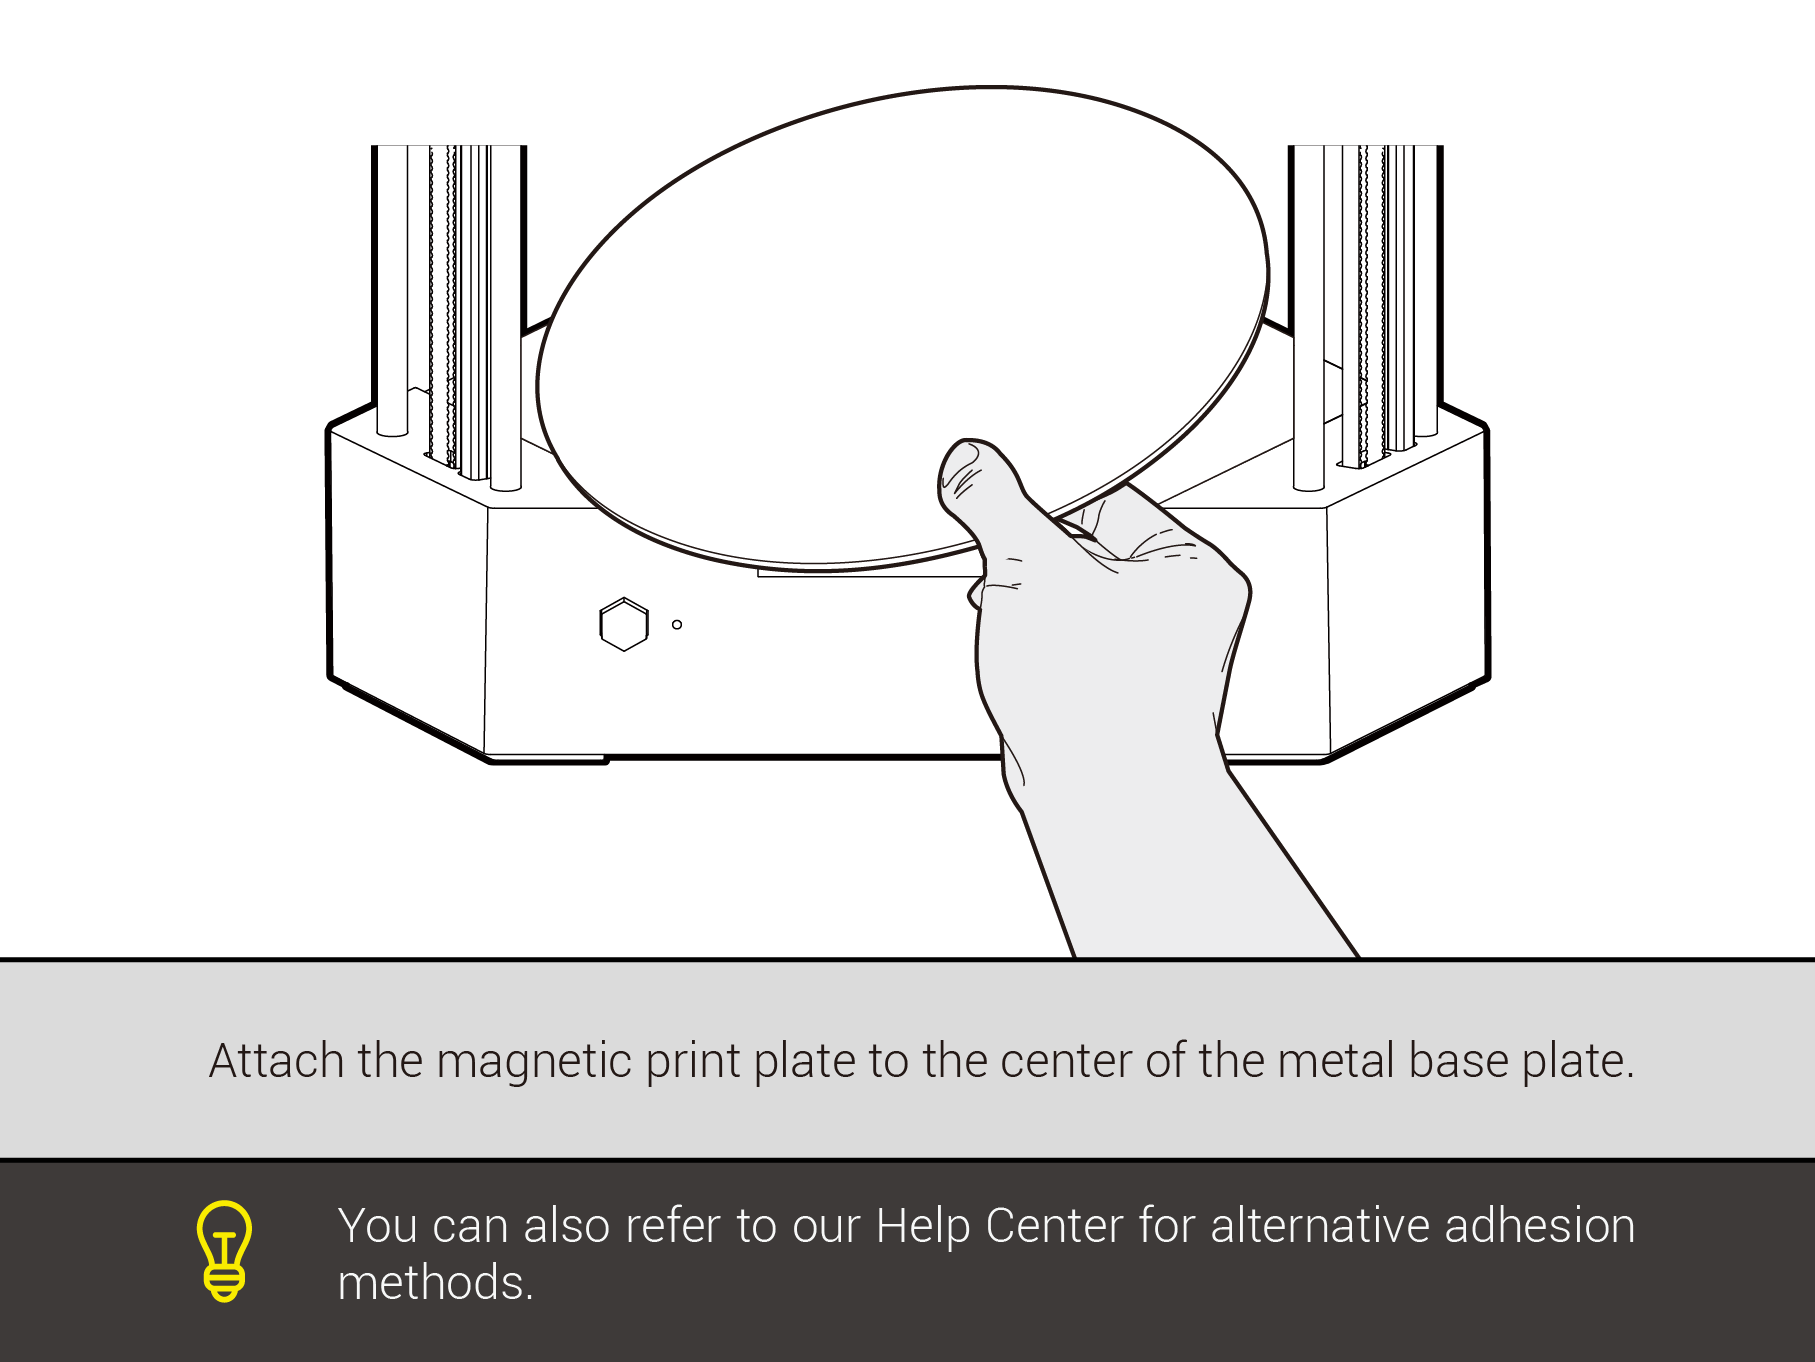 Attach the magnetic print plate to the center of the metal base plate.
You can also refer to our Help Center for alternative adhesion
methods.